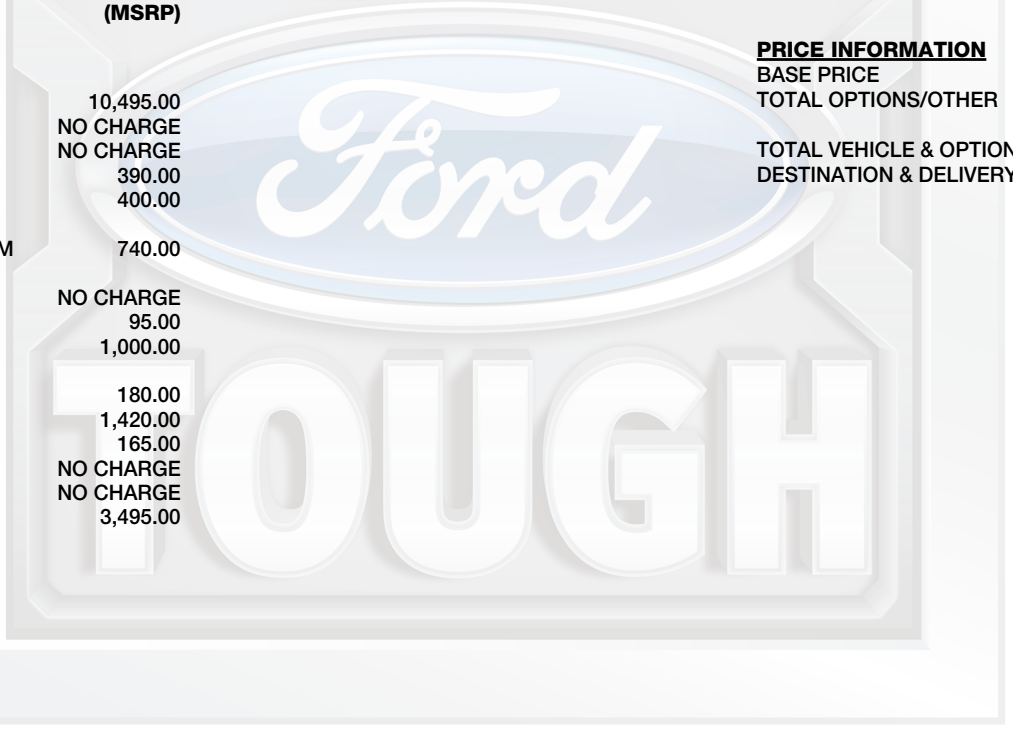 (MSRP)
10,495.00
NO CHARGE
NO CHARGE
390.00
400.00
M 740.00
NO CHARGE
95.00
1,000.00
180.00
1,420.00
165.00
NO CHARGE
NO CHARGE
3,495.00
PRICE INFORMATION
BASE PRICE
TOTAL OPTIONS/OTHER
TOTAL VEHICLE & OPTION
DESTINATION & DELIVERY
Ford
TOUGH